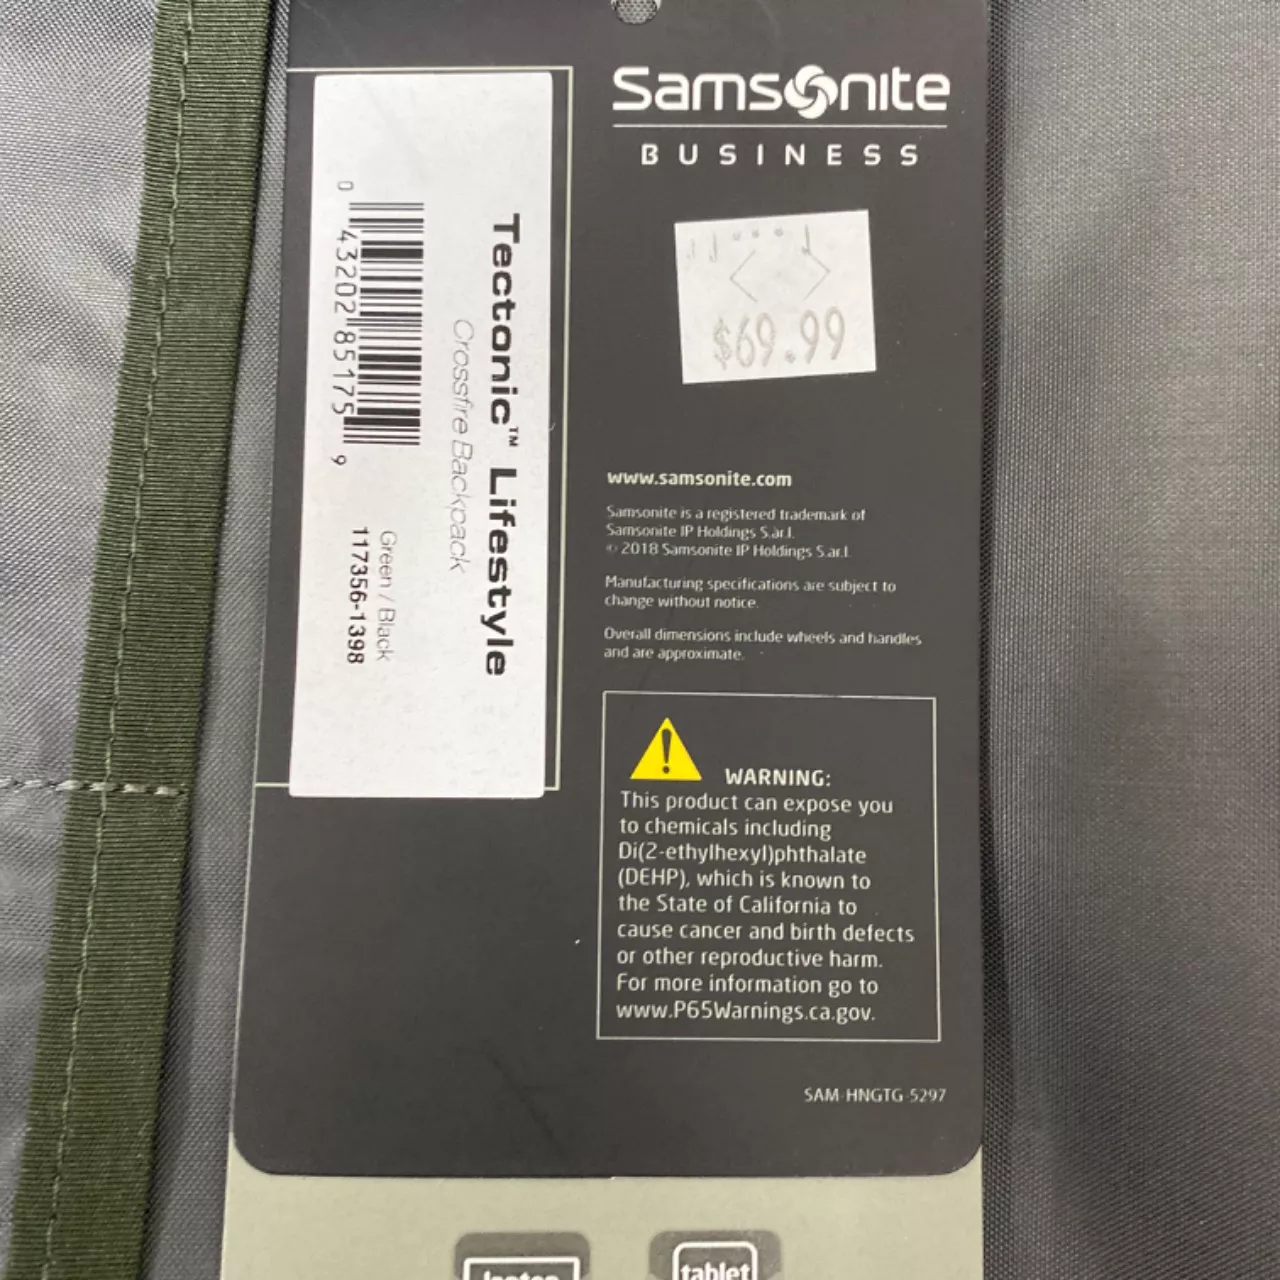 Samsonite
BUSINESS
$69.99
Tectonic™ Lifestyle
Crossfire Backpack
0 43202 85175 9
Green / Black
117356-1398
www.samsonite.com
Samsonite is a registered trademark of
Samsonite IP Holdings S.ar.l.
© 2018 Samsonite IP Holdings S.ar.l.
Manufacturing specifications are subject to
change without notice.
Overall dimensions include wheels and handles
and are approximate.
WARNING:
This product can expose you
to chemicals including
Di(2-ethylhexyl)phthalate
(DEHP), which is known to
the State of California to
cause cancer and birth defects
or other reproductive harm.
For more information go to
www.P65Warnings.ca.gov.
SAM-HNGTG-5297
tablet